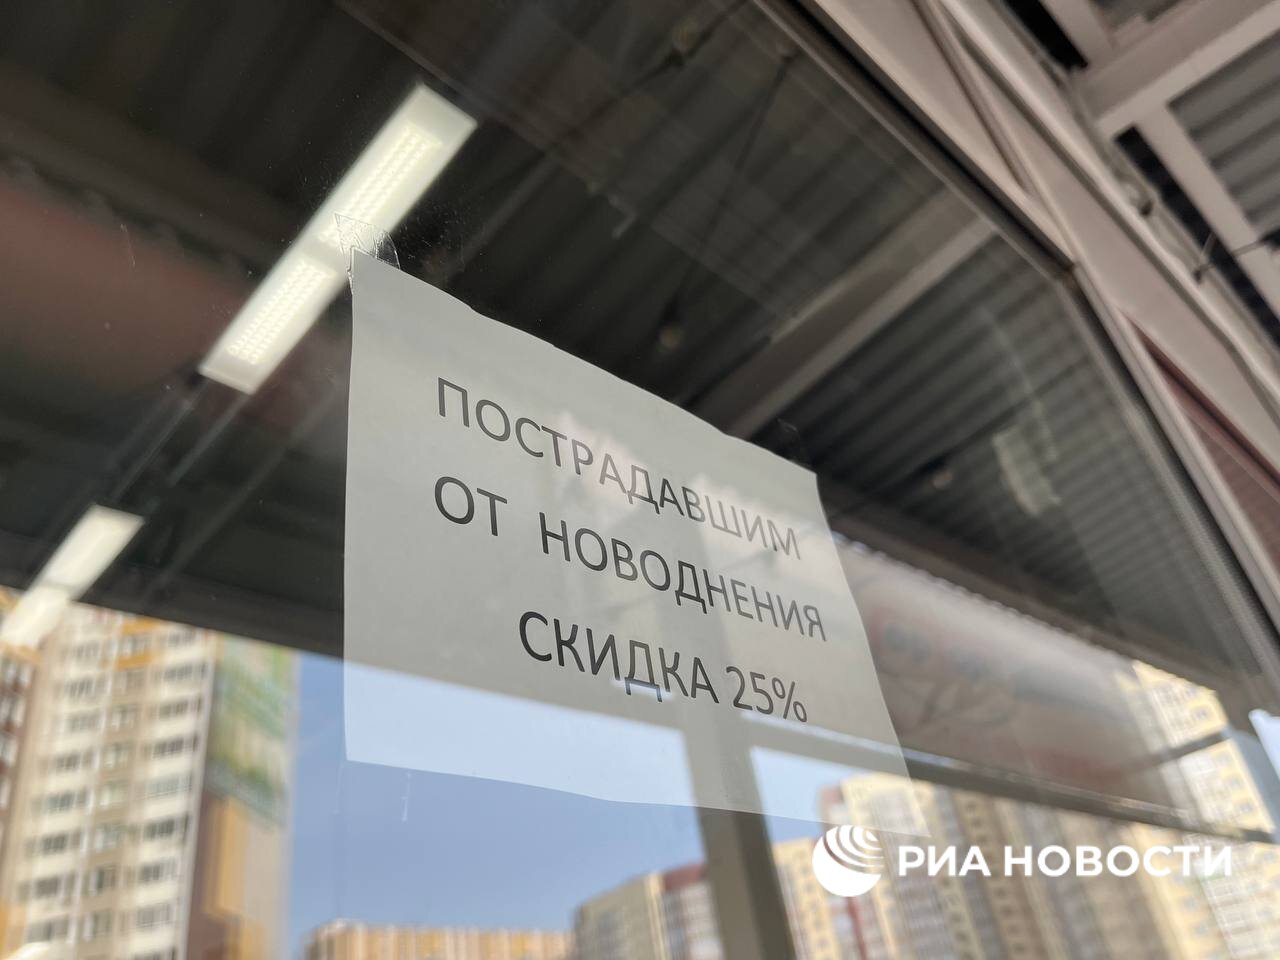 ПОСТРАДАВШИМ
ОТ НОВОДНЕНИЯ
СКИДКА 25%
РИА НОВОСТИ